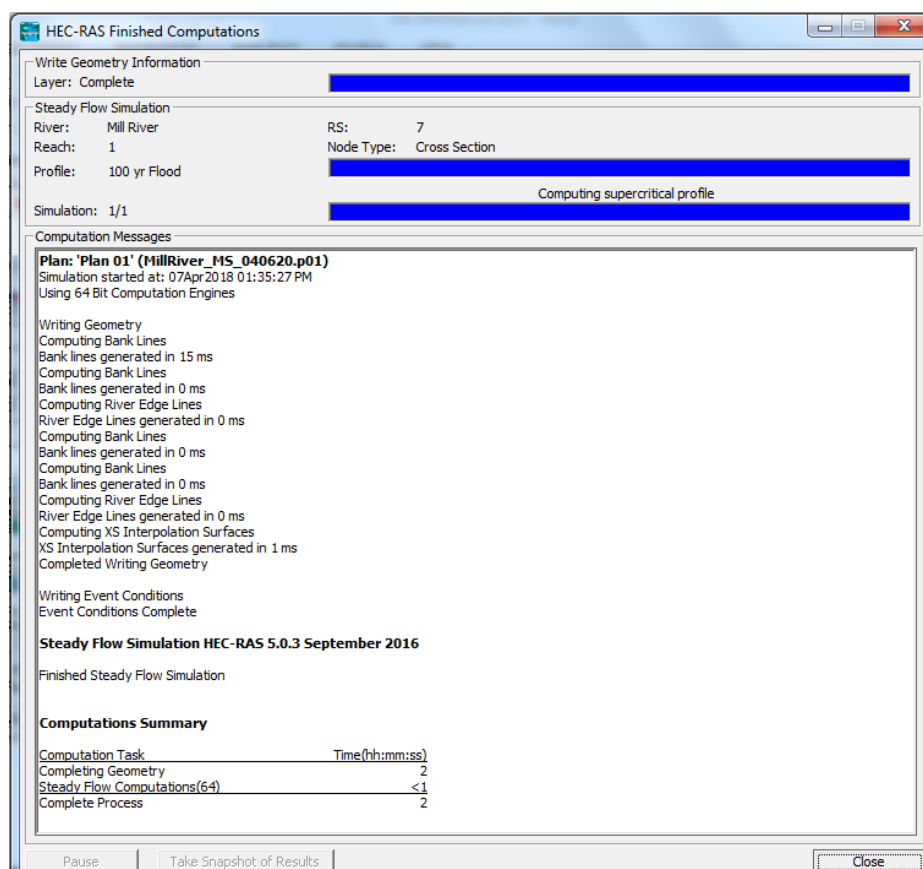 HEC-RAS Finished Computations
Write Geometry Information
Layer: Complete
Steady Flow Simulation
River: Mill River RS: 7
Reach: 1 Node Type: Cross Section
Profile: 100 yr Flood
Computing supercritical profile
Simulation: 1/1
Computation Messages
Plan: 'Plan 01' (MillRiver_MS_040620.p01)
Simulation started at: 07Apr2018 01:35:27 PM
Using 64 Bit Computation Engines
Writing Geometry
Computing Bank Lines
Bank lines generated in 15 ms
Computing Bank Lines
Bank lines generated in 0 ms
Computing River Edge Lines
River Edge Lines generated in 0 ms
Computing Bank Lines
Bank lines generated in 0 ms
Computing Bank Lines
Bank lines generated in 0 ms
Computing River Edge Lines
River Edge Lines generated in 0 ms
Computing XS Interpolation Surfaces
XS Interpolation Surfaces generated in 1 ms
Completed Writing Geometry
Writing Event Conditions
Event Conditions Complete
Steady Flow Simulation HEC-RAS 5.0.3 September 2016
Finished Steady Flow Simulation
Computations Summary
Computation Task Time(hh:mm:ss)
Completing Geometry 2
Steady Flow Computations(64) <1
Complete Process 2
Pause Take Snapshot of Results Close